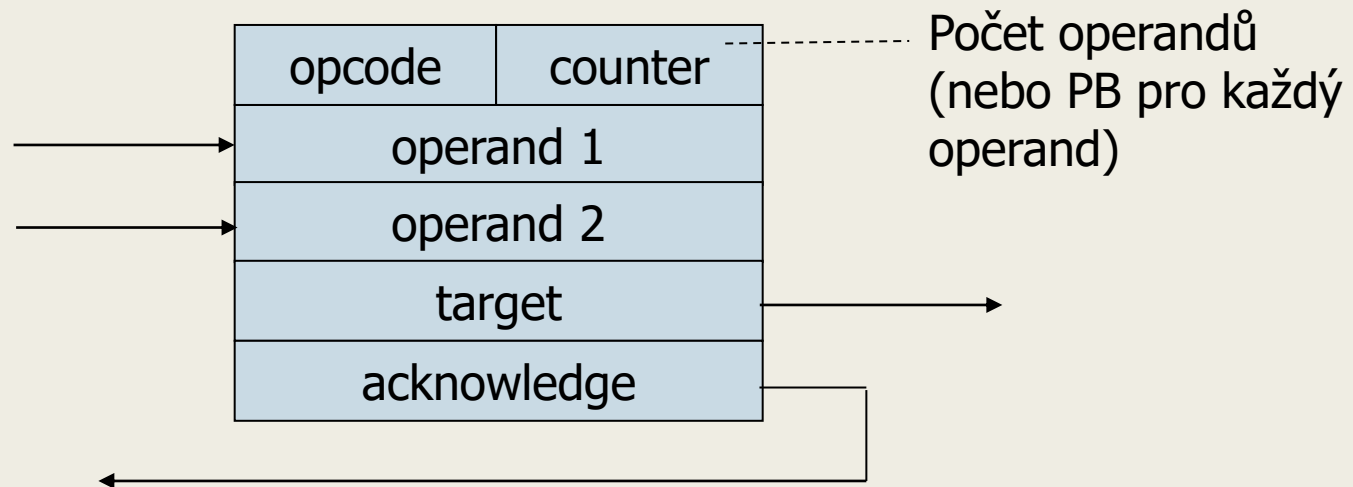 opcode counter
Počet operandů
(nebo PB pro každý
operand)
operand 1
operand 2
target
acknowledge